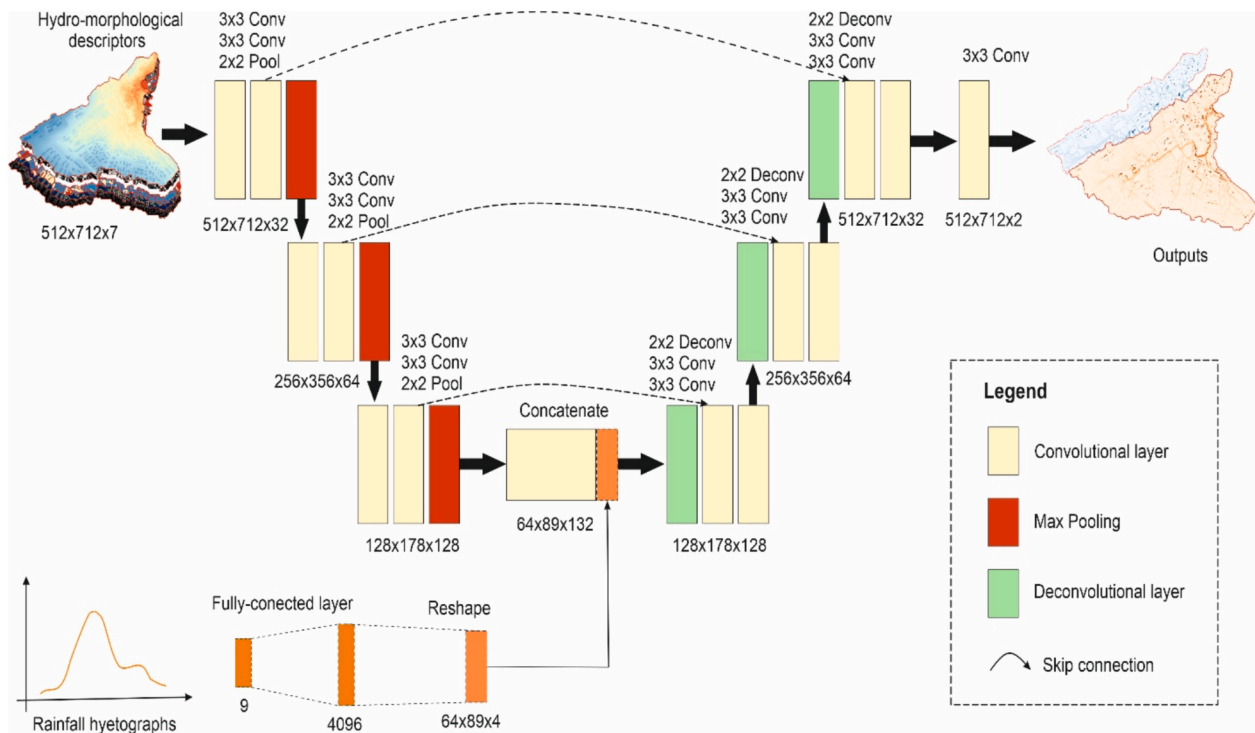 Hydro-morphological
descriptors
512x712x7
3x3 Conv
3x3 Conv
2x2 Pool
512x712x32
3x3 Conv
3x3 Conv
2x2 Pool
256x356x64
3x3 Conv
3x3 Conv
2x2 Pool
128x178x128
Concatenate
64x89x132
2x2 Deconv
3x3 Conv
3x3 Conv
128x178x128
2x2 Deconv
3x3 Conv
3x3 Conv
256x356x64
2x2 Deconv
3x3 Conv
3x3 Conv
512x712x32
3x3 Conv
512x712x2
Outputs
Rainfall hyetographs
Fully-conected layer
9
4096
Reshape
64x89x4
Legend
Convolutional layer
Max Pooling
Deconvolutional layer
Skip connection